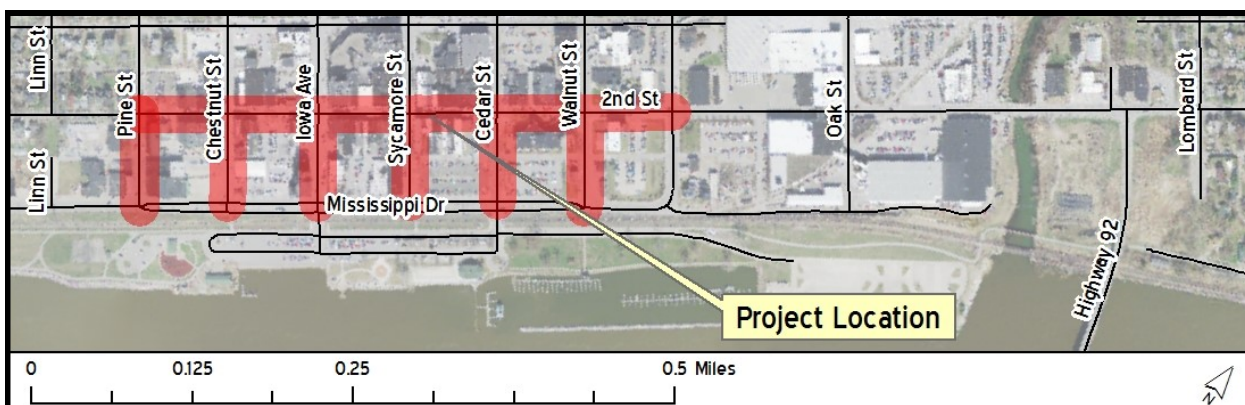 Linn St
Pine St
Chestnut St
Iowa Ave
Sycamore St
Cedar St
Walnut St
2nd St
Oak St
Lombard St
Linn St
Mississippi Dr
Highway 92
Project Location
0 0.125 0.25 0.5 Miles
N